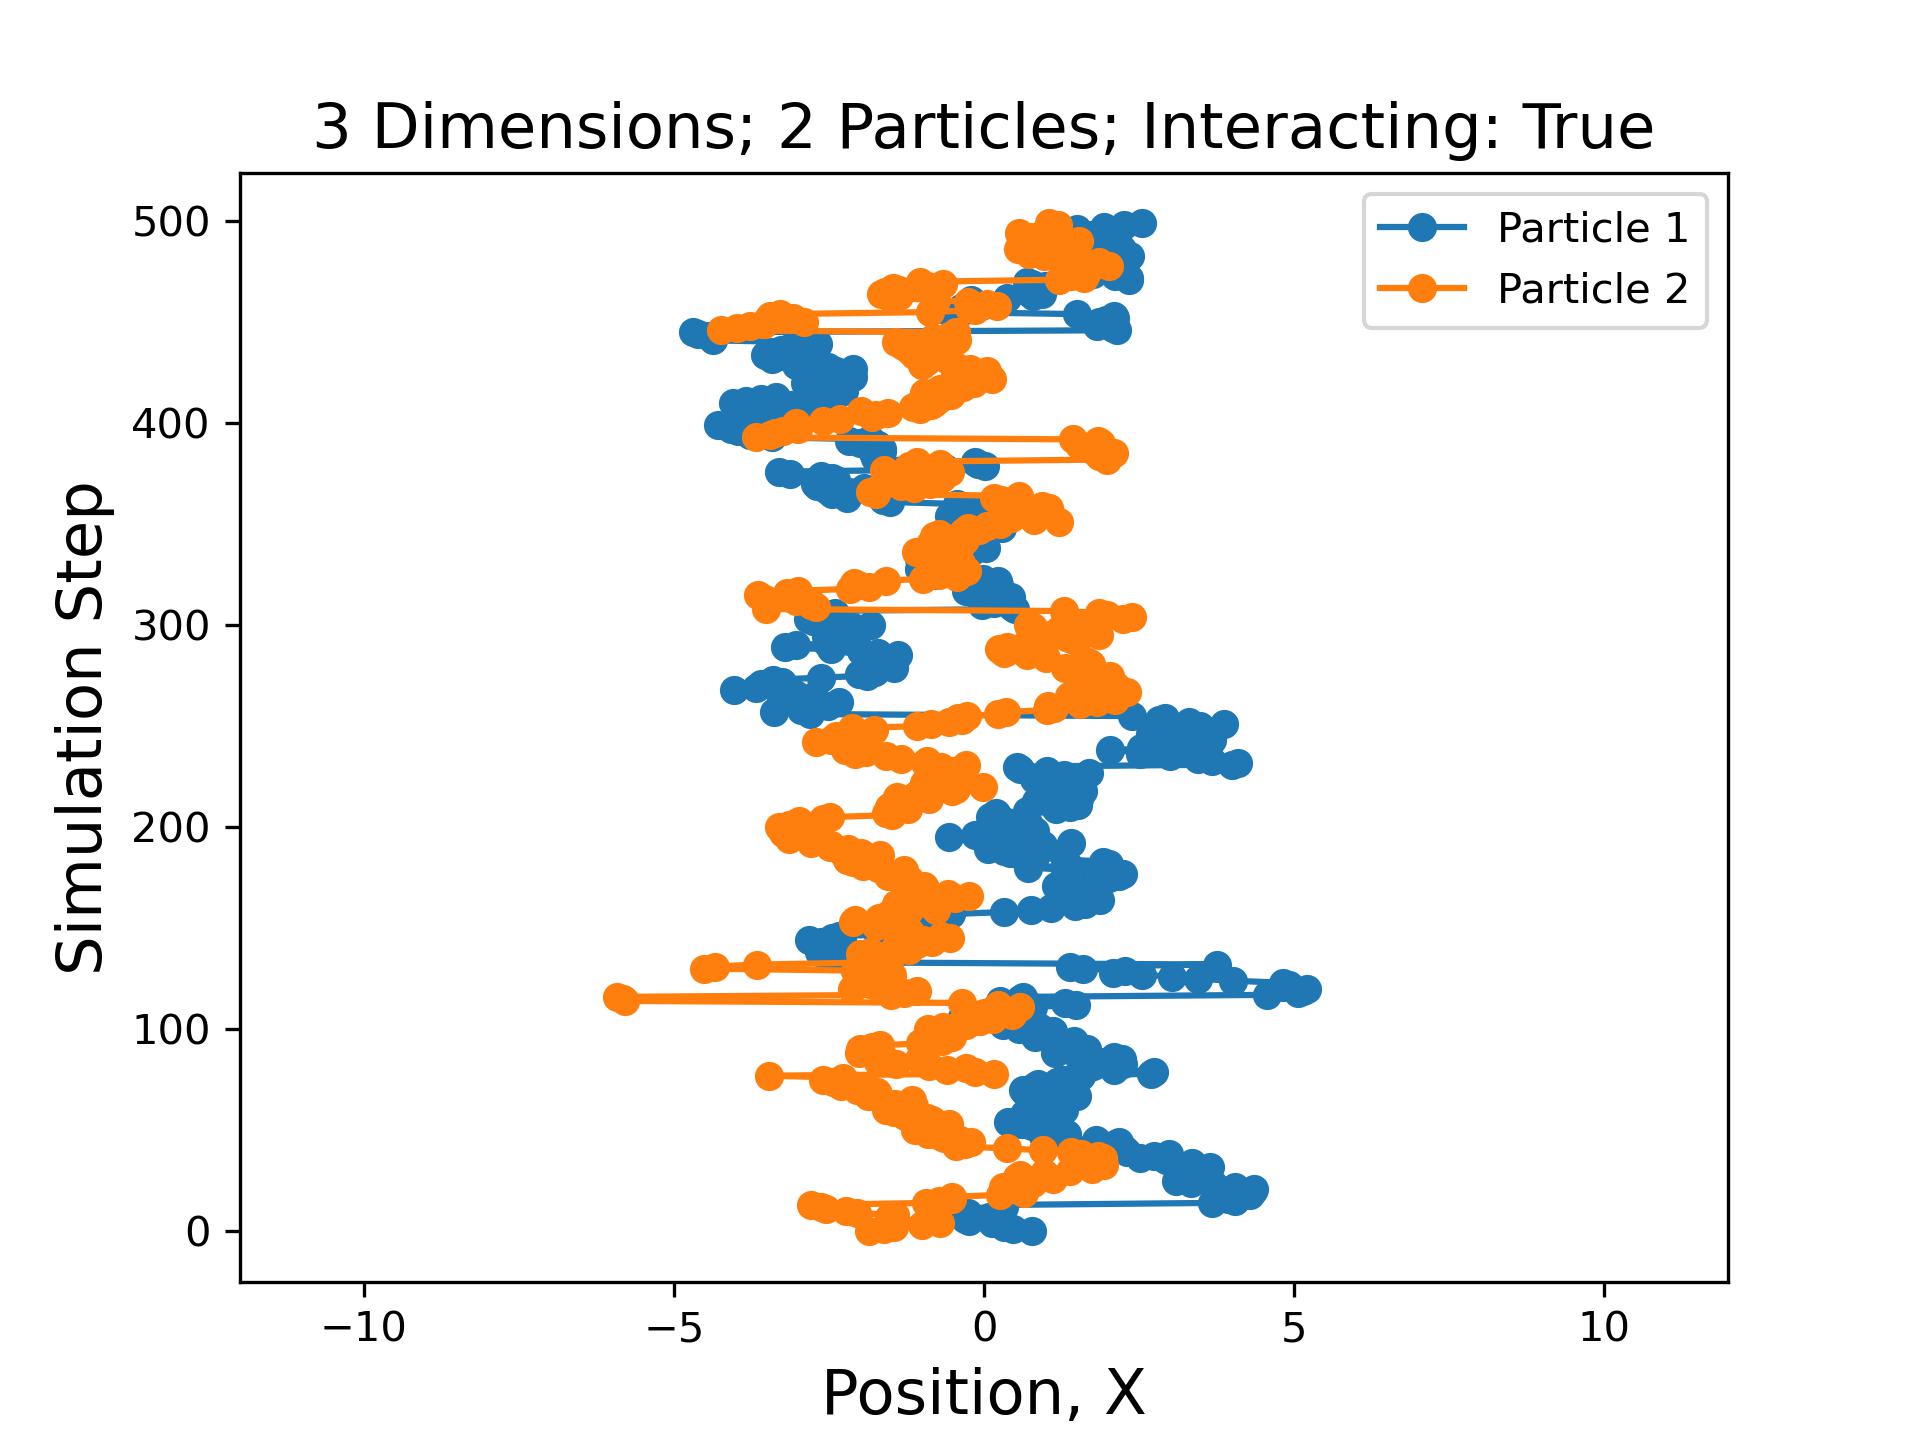 3 Dimensions; 2 Particles; Interacting: True
Particle 1
Particle 2
500
400
300
200
100
0
Simulation Step
−10
−5
0
5
10
Position, X